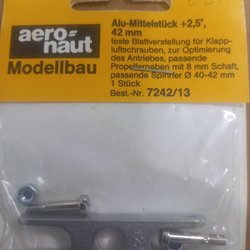 aero-
naut
Modellbau
Alu-Mittelstück +2,5°,
42 mm
feste Blattverstellung für Klapp-
luftschrauben, zur Optimierung
des Antriebes, passende
Propellernaben mit 8 mm Schaft,
passende Spinner Ø 40-42 mm
1 Stück
Best.-Nr. 7242/13